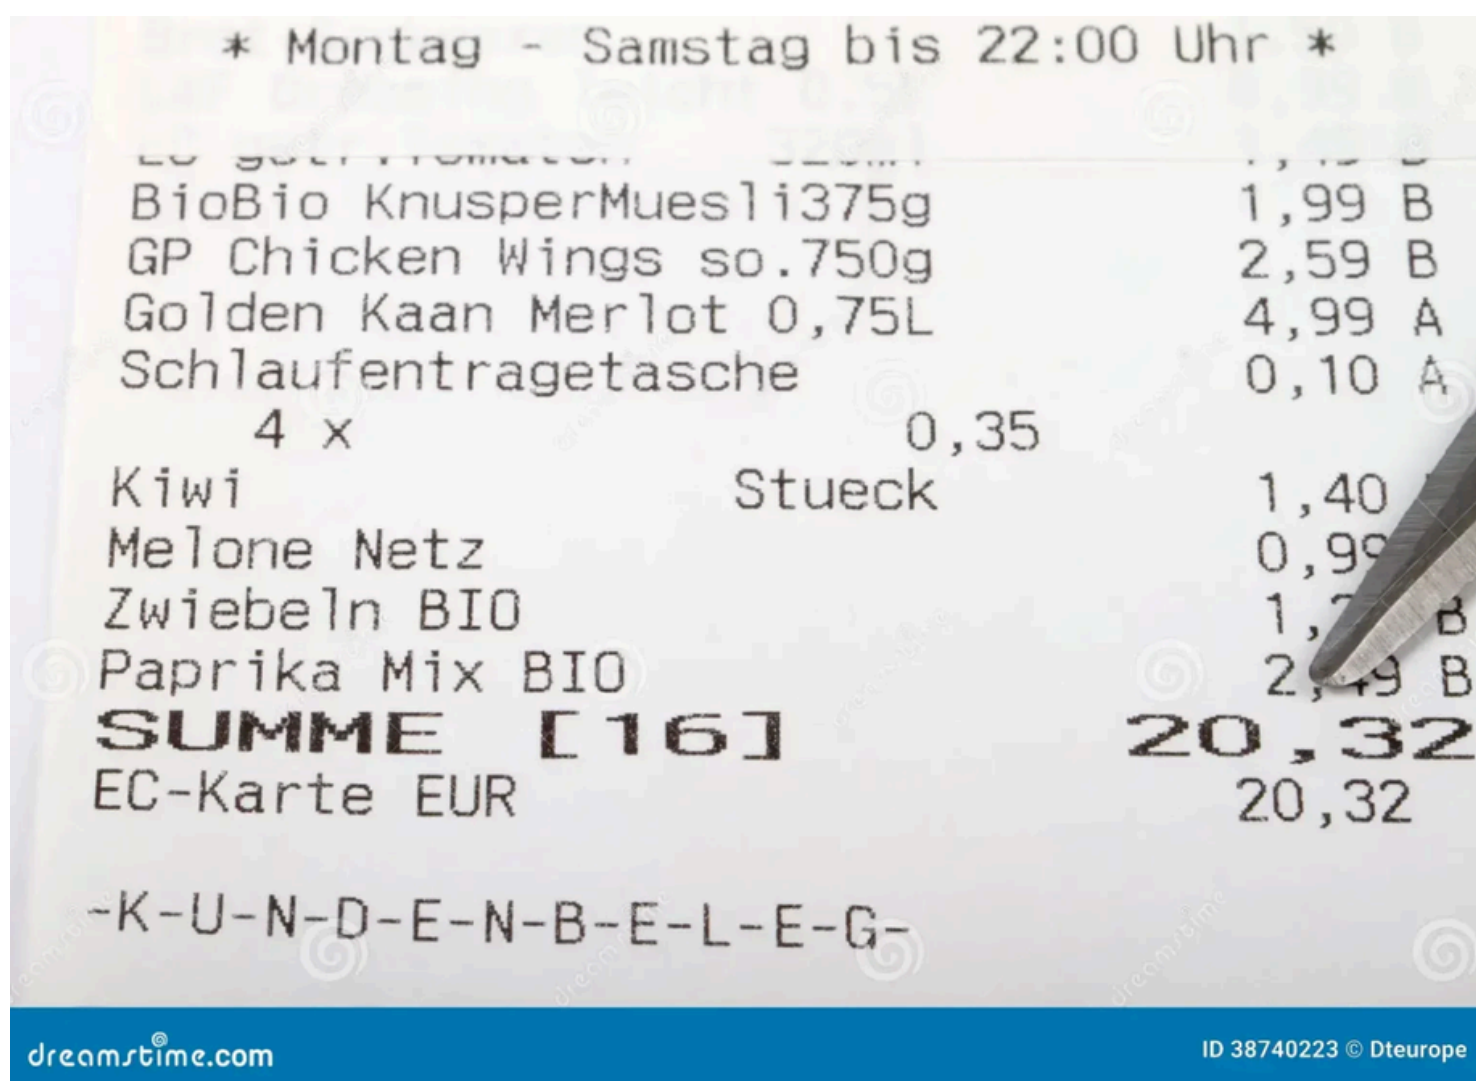 * Montag - Samstag bis 22:00 Uhr *
BioBio KnusperMuesli375g 1,99 B
GP Chicken Wings so.750g 2,59 B
Golden Kaan Merlot 0,75L 4,99 A
Schlaufentragetasche 0,10 A
4 x 0,35
Kiwi Stueck 1,40
Melone Netz
Zwiebeln BIO B
Paprika Mix BIO 2,49 B
SUMME [16] 20,32
EC-Karte EUR 20,32
-K-U-N-D-E-N-B-E-L-E-G-
dreamstime.com ID 38740223 © Dteurope